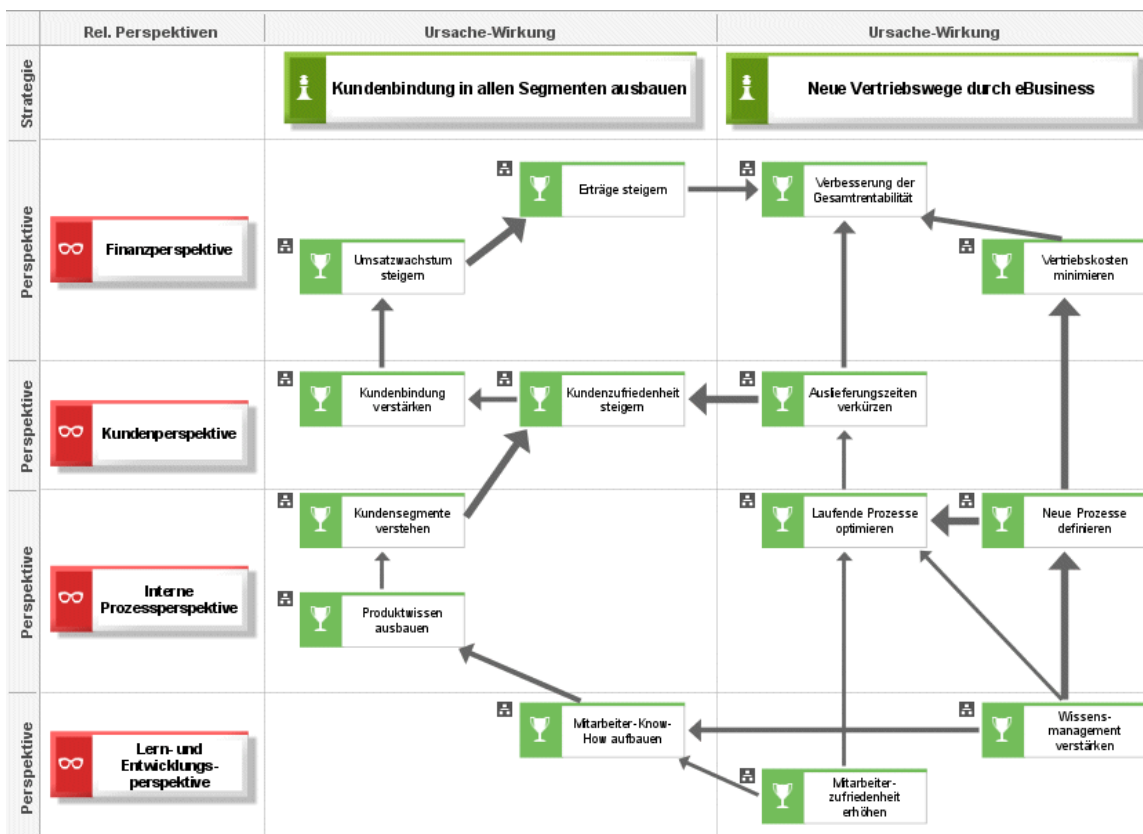 Rel. Perspektiven
Ursache-Wirkung
Ursache-Wirkung
Strategie
Kundenbindung in allen Segmenten ausbauen
Neue Vertriebswege durch eBusiness
Perspektive
Finanzperspektive
Erträge steigern
Verbesserung der
Gesamtrentabilität
Umsatzwachstum
steigern
Vertriebskosten
minimieren
Perspektive
Kundenperspektive
Kundenbindung
verstärken
Kundenzufriedenheit
steigern
Auslieferungszeiten
verkürzen
Perspektive
Interne
Prozessperspektive
Kundensegmente
verstehen
Laufende Prozesse
optimieren
Neue Prozesse
definieren
Produktwissen
ausbauen
Perspektive
Lern- und
Entwicklungs-
perspektive
Mitarbeiter-Know-
How aufbauen
Wissens-
management
verstärken
Mitarbeiter-
zufriedenheit
erhöhen